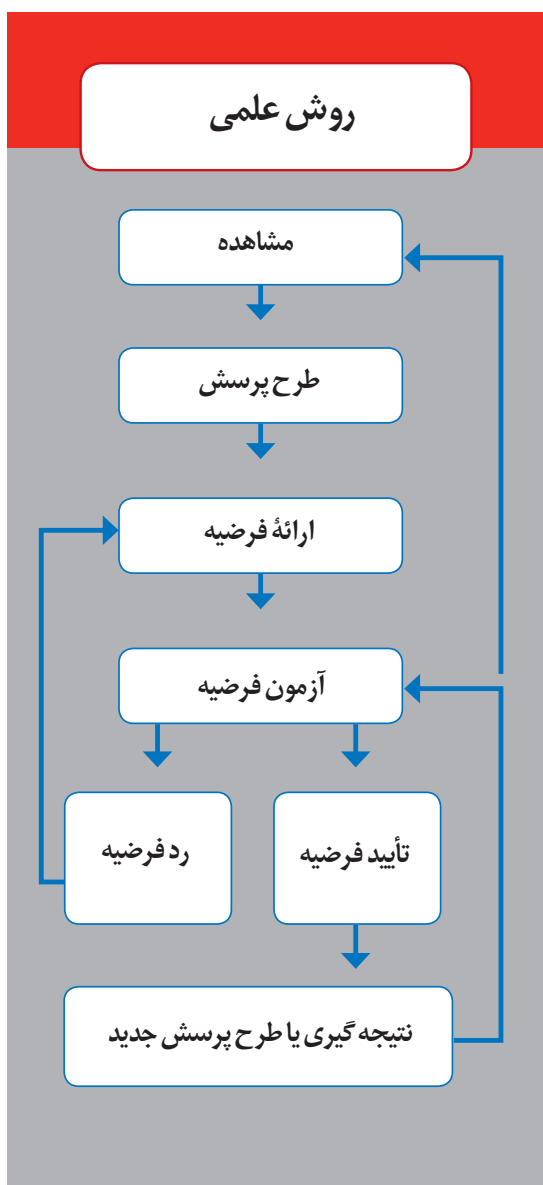 روش علمی
مشاهده
طرح پرسش
ارائهٔ فرضیه
آزمون فرضیه
تأیید فرضیه
رد فرضیه
نتیجه گیری یا طرح پرسش جدید